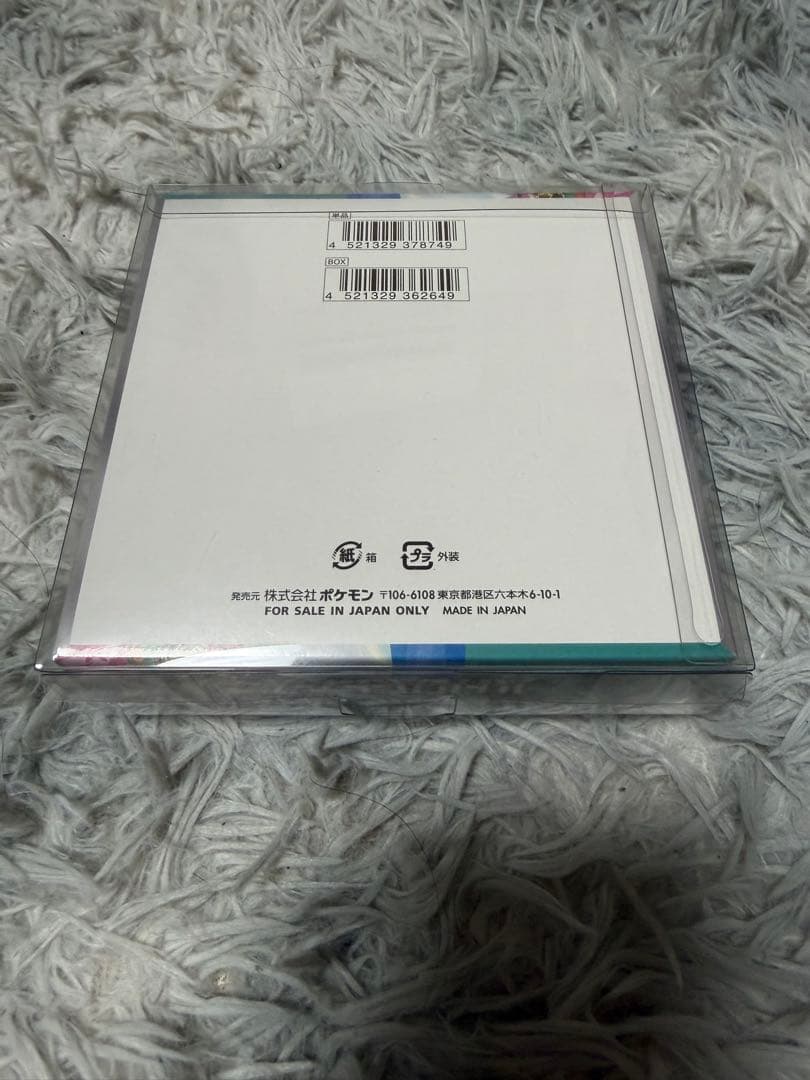 単品
4 521329 378749
BOX
4 521329 362649
紙 箱 プラ 外装
発売元 株式会社 ポケモン 〒106-6108 東京都港区六本木6-10-1
FOR SALE IN JAPAN ONLY MADE IN JAPAN